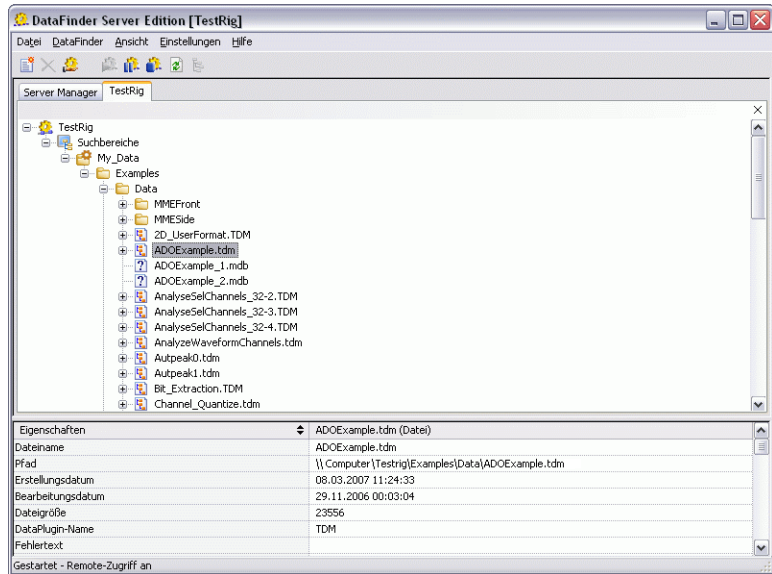 DataFinder Server Edition [TestRig]
Datei DataFinder Ansicht Einstellungen Hilfe
Server Manager TestRig
TestRig
Suchbereiche
My_Data
Examples
Data
MMEFront
MMESide
2D_UserFormat.TDM
ADOExample.tdm
ADOExample_1.mdb
ADOExample_2.mdb
AnalyseSelChannels_32-2.TDM
AnalyseSelChannels_32-3.TDM
AnalyseSelChannels_32-4.TDM
AnalyzeWaveformChannels.tdm
Autpeak0.tdm
Autpeak1.tdm
Bit_Extraction.TDM
Channel_Quantize.tdm
Eigenschaften ADOExample.tdm (Datei)
Dateiname ADOExample.tdm
Pfad \\Computer\Testrig\Examples\Data\ADOExample.tdm
Erstellungsdatum 08.03.2007 11:24:33
Bearbeitungsdatum 29.11.2006 00:03:04
Dateigröße 23556
DataPlugin-Name TDM
Fehlertext
Gestartet - Remote-Zugriff an